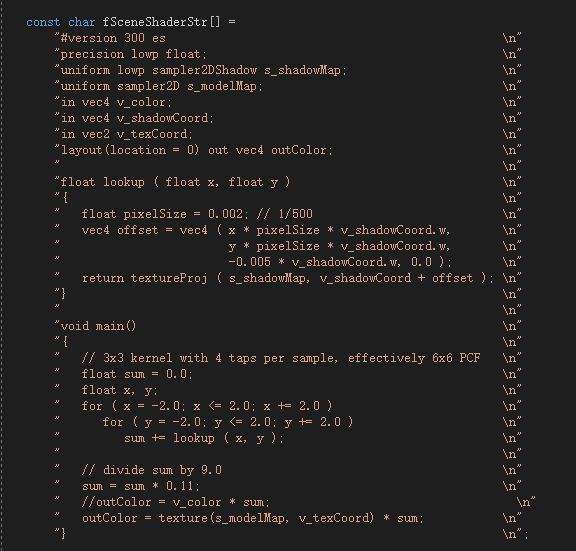 const char fSceneShaderStr[] =
"#version 300 es \n"
"precision lowp float; \n"
"uniform lowp sampler2DShadow s_shadowMap; \n"
"uniform sampler2D s_modelMap; \n"
"in vec4 v_color; \n"
"in vec4 v_shadowCoord; \n"
"in vec2 v_texCoord; \n"
"layout(location = 0) out vec4 outColor; \n"
" \n"
"float lookup ( float x, float y ) \n"
"{ \n"
" float pixelSize = 0.002; // 1/500 \n"
" vec4 offset = vec4 ( x * pixelSize * v_shadowCoord.w, \n"
" y * pixelSize * v_shadowCoord.w, \n"
" -0.005 * v_shadowCoord.w, 0.0 ); \n"
" return textureProj ( s_shadowMap, v_shadowCoord + offset ); \n"
"} \n"
" \n"
"void main() \n"
"{ \n"
" // 3x3 kernel with 4 taps per sample, effectively 6x6 PCF \n"
" float sum = 0.0; \n"
" float x, y; \n"
" for ( x = -2.0; x <= 2.0; x += 2.0 ) \n"
" for ( y = -2.0; y <= 2.0; y += 2.0 ) \n"
" sum += lookup ( x, y ); \n"
" \n"
" // divide sum by 9.0 \n"
" sum = sum * 0.11; \n"
" //outColor = v_color * sum; \n"
" outColor = texture(s_modelMap, v_texCoord) * sum; \n"
"} \n";